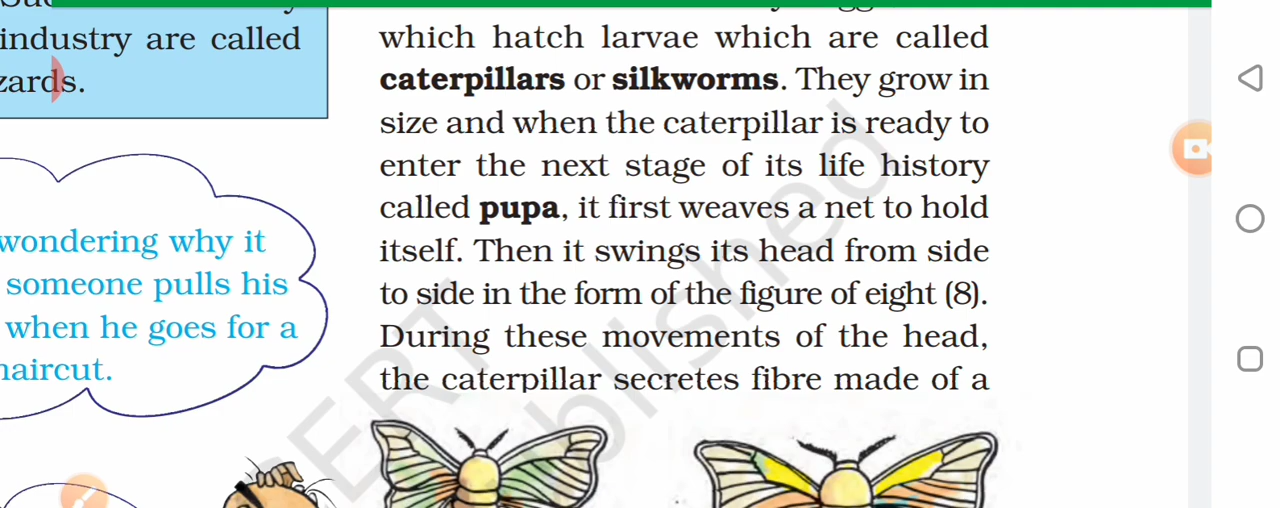 industry are called
zards.
wondering why it
someone pulls his
when he goes for a
haircut.
which hatch larvae which are called
caterpillars or silkworms. They grow in
size and when the caterpillar is ready to
enter the next stage of its life history
called pupa, it first weaves a net to hold
itself. Then it swings its head from side
to side in the form of the figure of eight (8).
During these movements of the head,
the caterpillar secretes fibre made of a